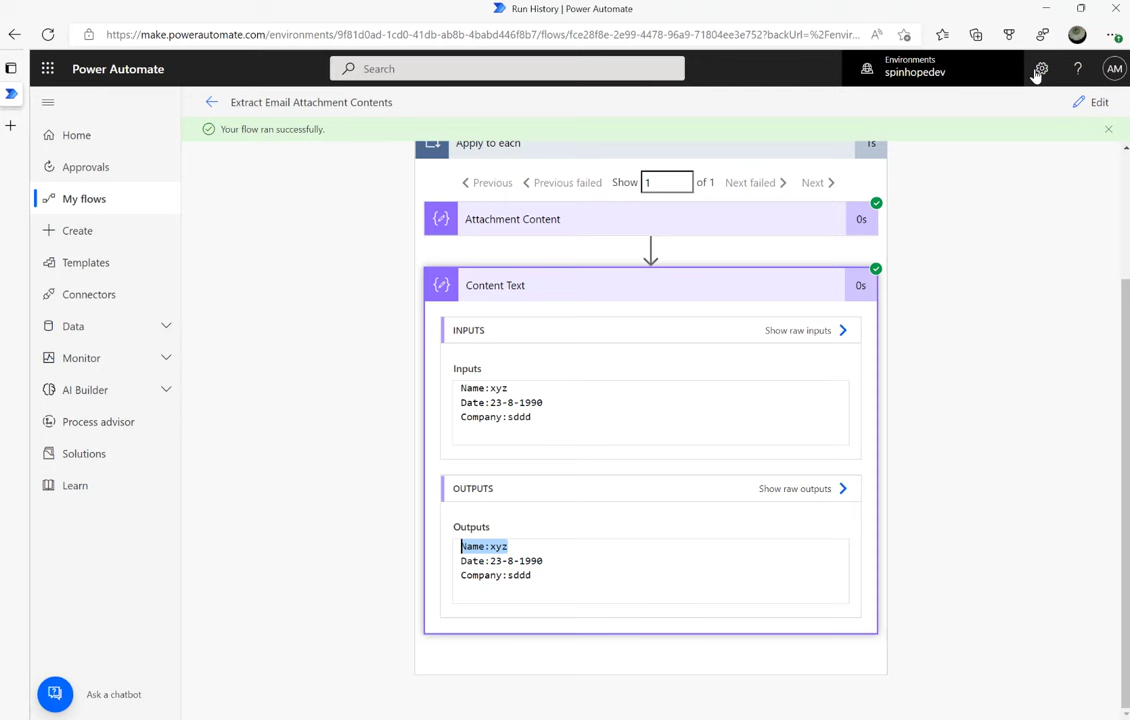 Run History | Power Automate
https://make.powerautomate.com/environments/9f81d0ad-1cd0-41db-ab8b-4babd446f8b7/flows/fce28f8e-2e99-4478-96a9-71804ee3e752?backUrl=%2Fenvir...
Power Automate
Search
Environments
spinhopedev
?
AM
Extract Email Attachment Contents
Edit
Your flow ran successfully.
Home
Approvals
My flows
Create
Templates
Connectors
Data
Monitor
AI Builder
Process advisor
Solutions
Learn
Ask a chatbot
Apply to each
1s
Previous
Previous failed
Show
1
of 1
Next failed
Next
Attachment Content
0s
Content Text
0s
INPUTS
Show raw inputs
Inputs
Name:xyz
Date:23-8-1990
Company:sddd
OUTPUTS
Show raw outputs
Outputs
Name:xyz
Date:23-8-1990
Company:sddd